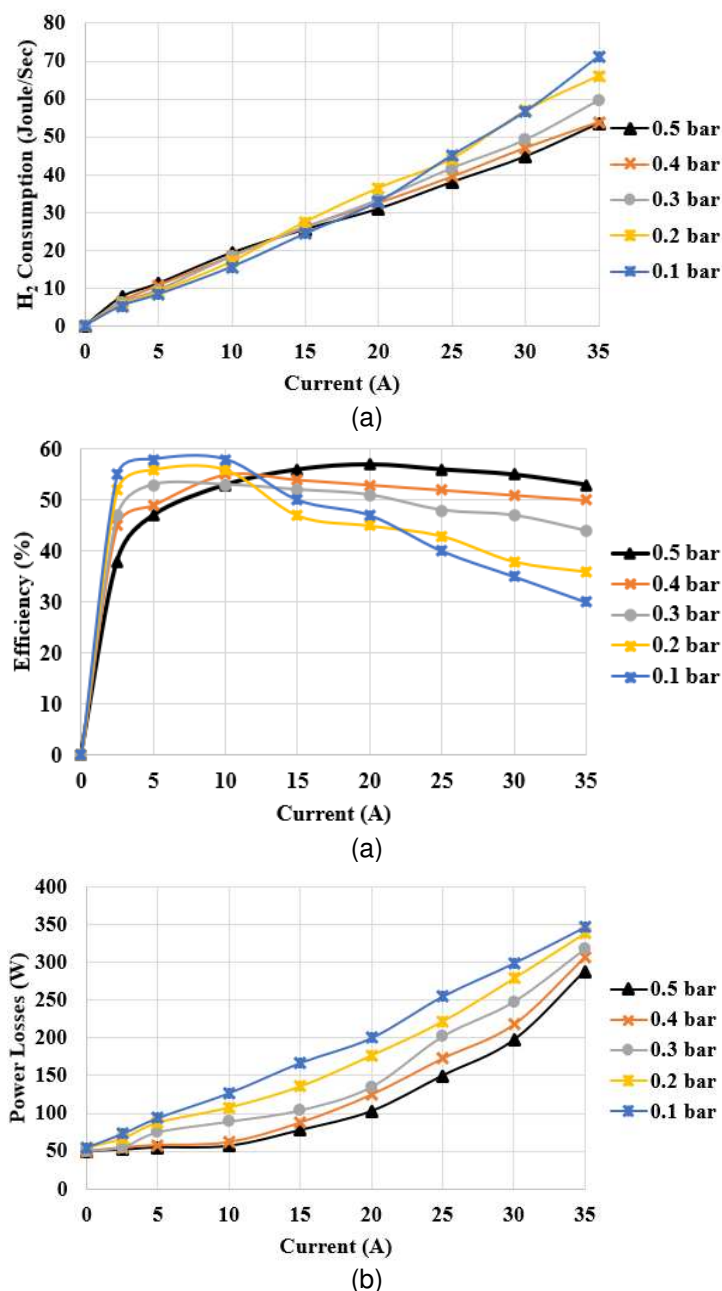 80
70
60
50
40
30
20
10
0
H₂ Consumption (Joule/Sec)
0 5 10 15 20 25 30 35
Current (A)
0.5 bar
0.4 bar
0.3 bar
0.2 bar
0.1 bar
(a)
60
50
40
30
20
10
0
Efficiency (%)
0 5 10 15 20 25 30 35
Current (A)
0.5 bar
0.4 bar
0.3 bar
0.2 bar
0.1 bar
(a)
400
350
300
250
200
150
100
50
0
Power Losses (W)
0 5 10 15 20 25 30 35
Current (A)
0.5 bar
0.4 bar
0.3 bar
0.2 bar
0.1 bar
(b)